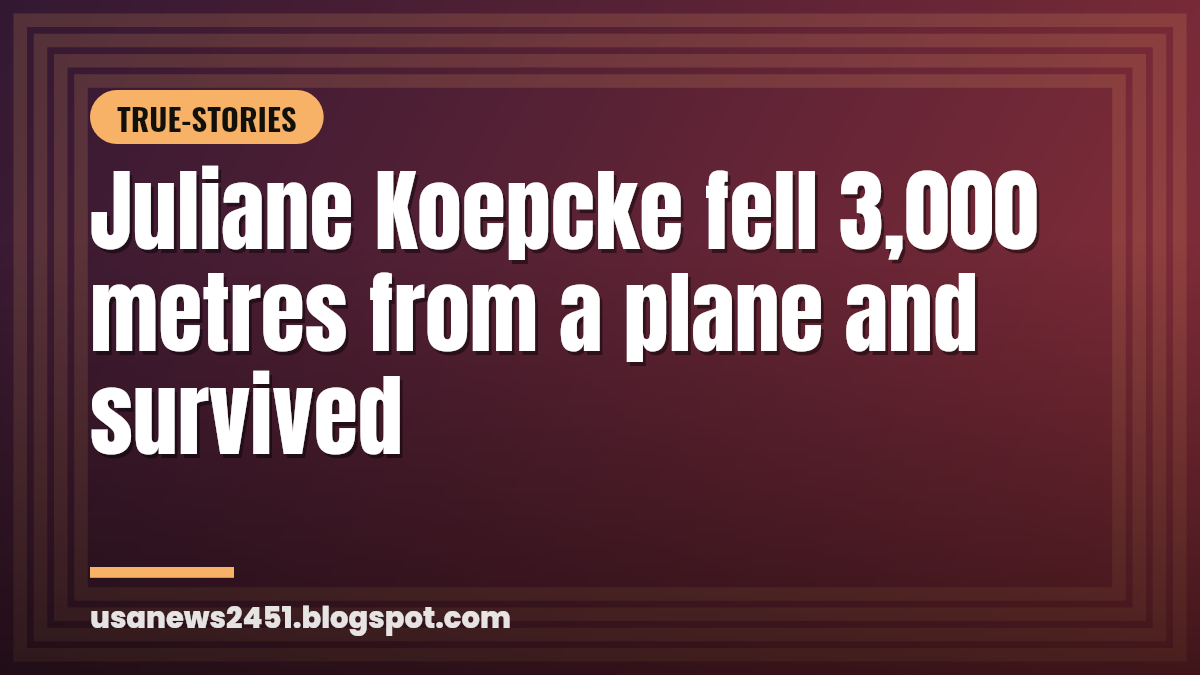 TRUE-STORIES
Juliane Koepcke fell 3,000
metres from a plane and
survived
usanews2451.blogspot.com